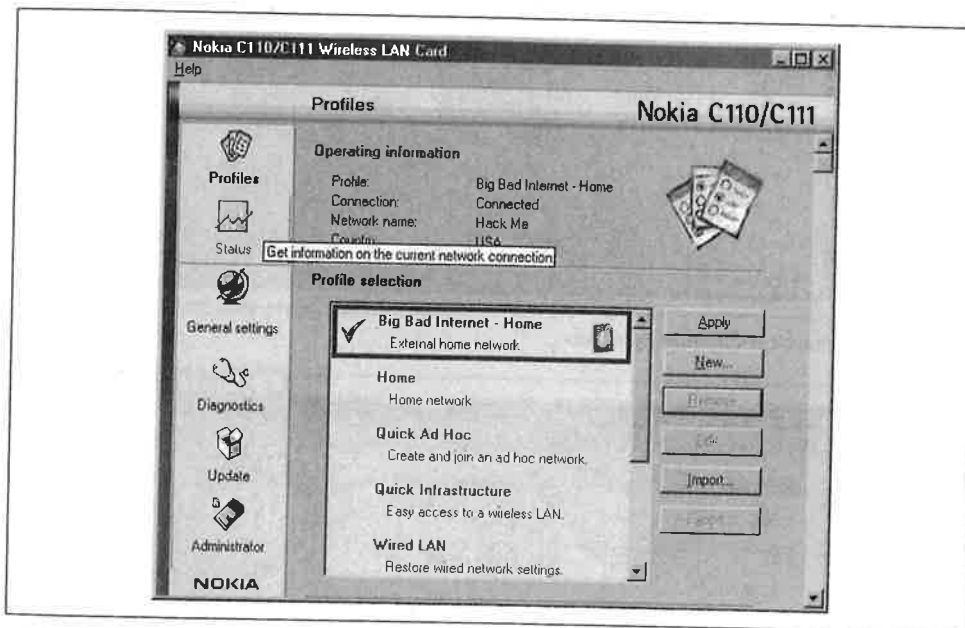 Nokia C110/C111 Wireless LAN Card
Help
Profiles
Nokia C110/C111
Profiles
Status
General settings
Diagnostics
Update
Administrator
NOKIA
Operating information
Profile: Big Bad Internet - Home
Connection: Connected
Network name: Hack Me
Country: USA
Get information on the current network connection
Profile selection
Big Bad Internet - Home
External home network
Home
Home network
Quick Ad Hoc
Create and join an ad hoc network.
Quick Infrastructure
Easy access to a wireless LAN.
Wired LAN
Restore wired network settings.
Apply
New...
Import...